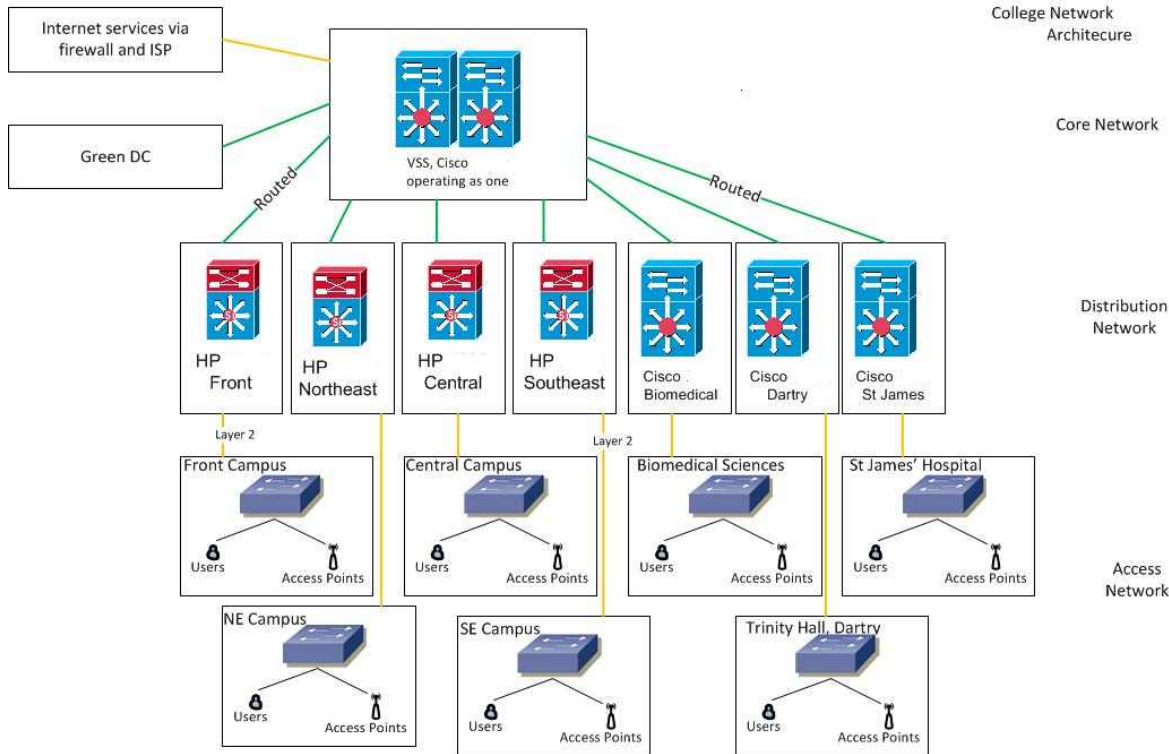 Internet services via
firewall and ISP
College Network
Architecure
Green DC
VSS, Cisco
operating as one
Core Network
Routed
Routed
HP
Front
HP
Northeast
HP
Central
HP
Southeast
Cisco
Biomedical
Cisco
Dartry
Cisco
St James
Distribution
Network
Layer 2
Layer 2
Front Campus
Users
Access Points
Central Campus
Users
Access Points
Biomedical Sciences
Users
Access Points
St James' Hospital
Users
Access Points
Access
Network
NE Campus
Users
Access Points
SE Campus
Users
Access Points
Trinity Hall, Dartry
Users
Access Points